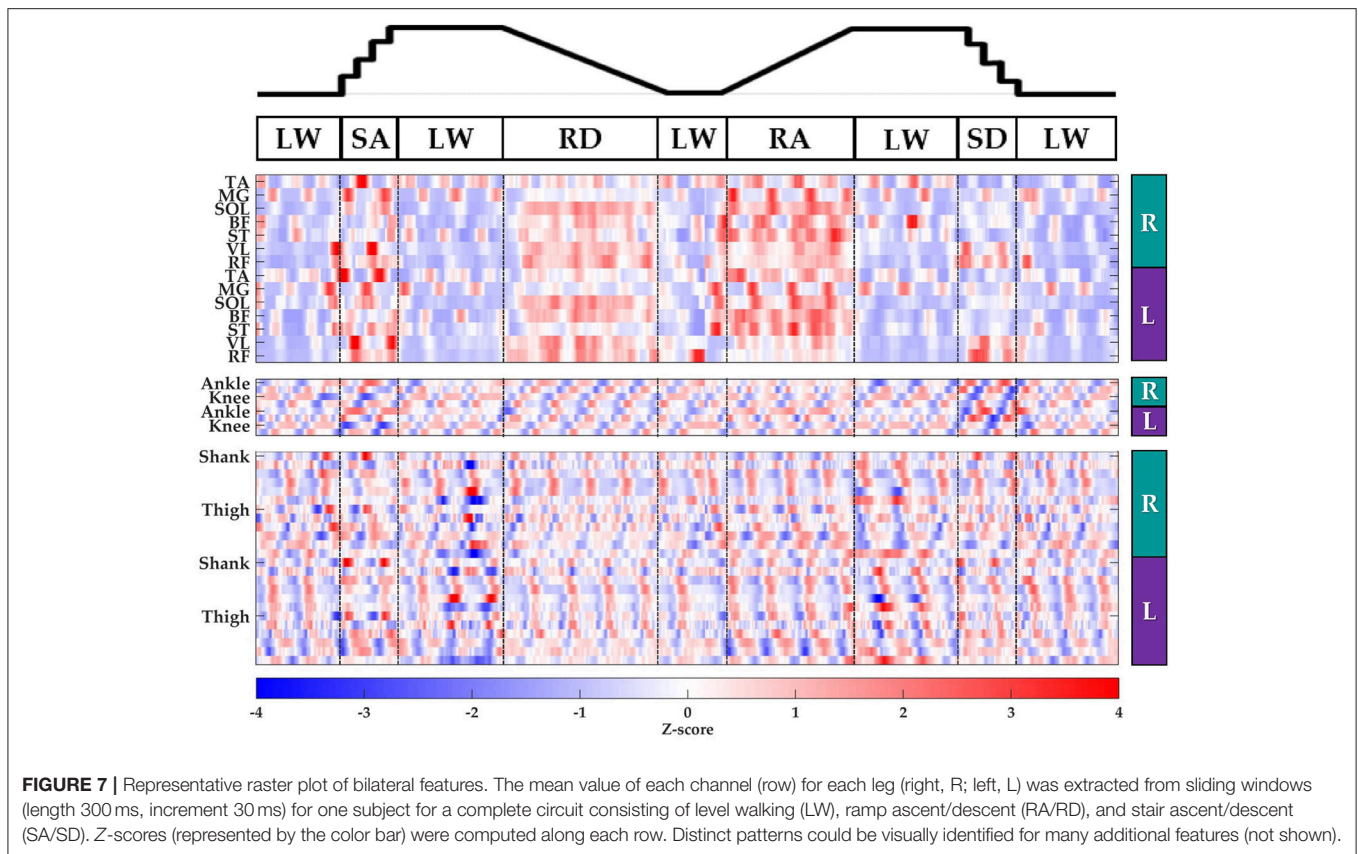 LW SA LW RD LW RA LW SD LW
TA
MG
SOL
BF
ST
VL
RF
TA
MG
SOL
BF
ST
VL
RF
R
L
Ankle
Knee
Ankle
Knee
R
L
Shank
Thigh
Shank
Thigh
R
L
-4 -3 -2 -1 0 1 2 3 4
Z-score
FIGURE 7 | Representative raster plot of bilateral features. The mean value of each channel (row) for each leg (right, R; left, L) was extracted from sliding windows
(length 300 ms, increment 30 ms) for one subject for a complete circuit consisting of level walking (LW), ramp ascent/descent (RA/RD), and stair ascent/descent
(SA/SD). Z-scores (represented by the color bar) were computed along each row. Distinct patterns could be visually identified for many additional features (not shown).